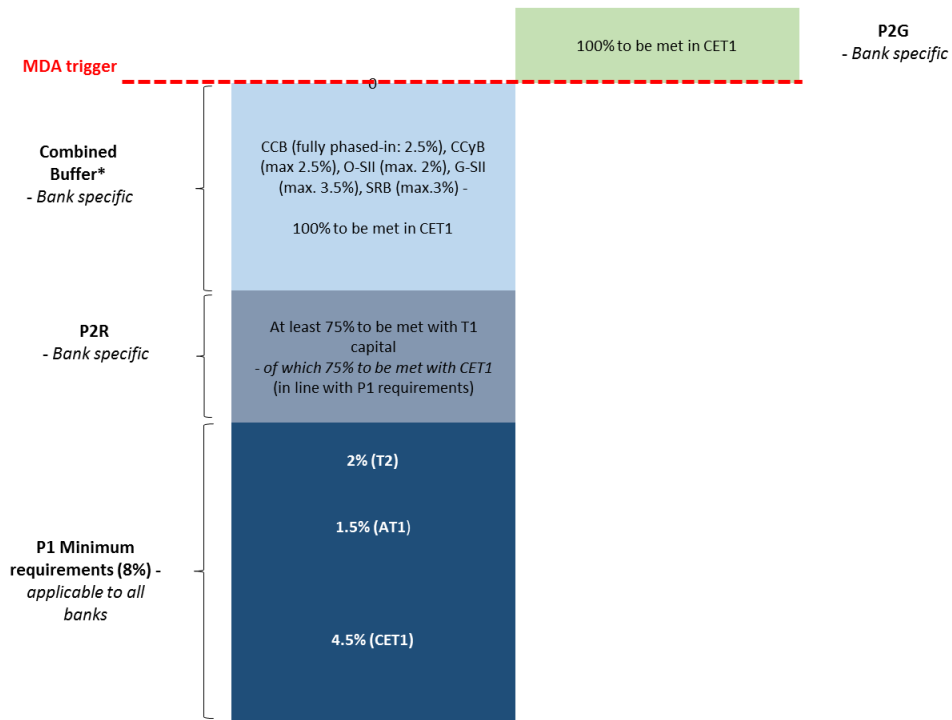 100% to be met in CET1
P2G
- Bank specific
MDA trigger
0
Combined
Buffer*
- Bank specific
CCB (fully phased-in: 2.5%), CCyB
(max 2.5%), O-SII (max. 2%), G-SII
(max. 3.5%), SRB (max.3%) -
100% to be met in CET1
P2R
- Bank specific
At least 75% to be met with T1
capital
- of which 75% to be met with CET1
(in line with P1 requirements)
P1 Minimum
requirements (8%) -
applicable to all
banks
2% (T2)
1.5% (AT1)
4.5% (CET1)